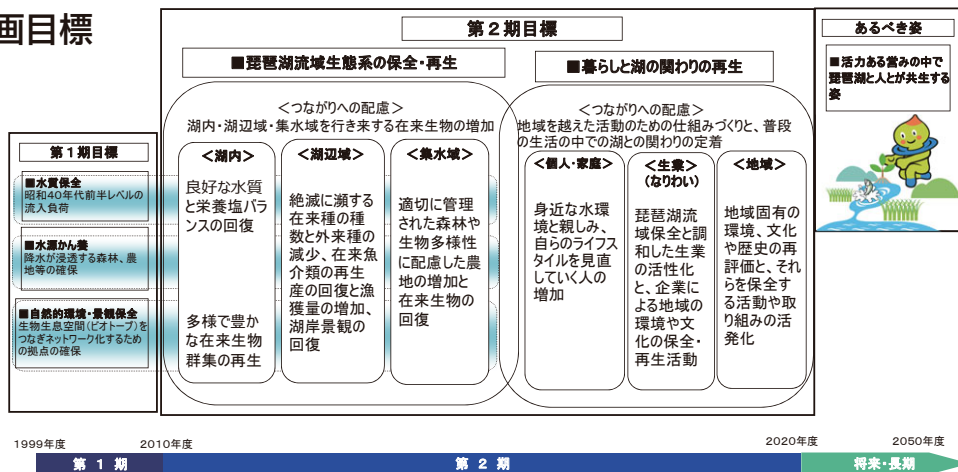 画目標
第2期目標
■琵琶湖流域生態系の保全・再生
<つながりへの配慮>
湖内・湖辺域・集水域を行き来する在来生物の増加
■暮らしと湖の関わりの再生
<つながりへの配慮>
地域を越えた活動のための仕組みづくりと、普段
の生活の中での湖との関わりの定着
あるべき姿
■活力ある営みの中で
琵琶湖と人とが共生する
姿
第1期目標
■水質保全
昭和40年代前半レベルの
流入負荷
■水源かん養
降水が浸透する森林、農
地等の確保
■自然的環境・景観保全
生物生息空間(ビオトープ)を
つなぎネットワーク化するため
の拠点の確保
<湖内>
良好な水質
と栄養塩バラ
ンスの回復
多様で豊か
な在来生物
群集の再生
<湖辺域>
絶滅に瀕する
在来種の種
数と外来種の
減少、在来魚
介類の再生
産の回復と漁
獲量の増加、
湖岸景観の
回復
<集水域>
適切に管理
された森林や
生物多様性
に配慮した農
地の増加と
在来生物の
回復
<個人・家庭>
身近な水環
境と親しみ、
自らのライフス
タイルを見直
していく人の
増加
<生業>
(なりわい)
琵琶湖流
域保全と調
和した生業
の活性化
と、企業に
よる地域の
環境や文
化の保全・
再生活動
<地域>
地域固有の
環境、文化
や歴史の再
評価と、それ
らを保全す
る活動や取
り組みの活
発化
1999年度
2010年度
2020年度
2050年度
第1期
第2期
将来・長期